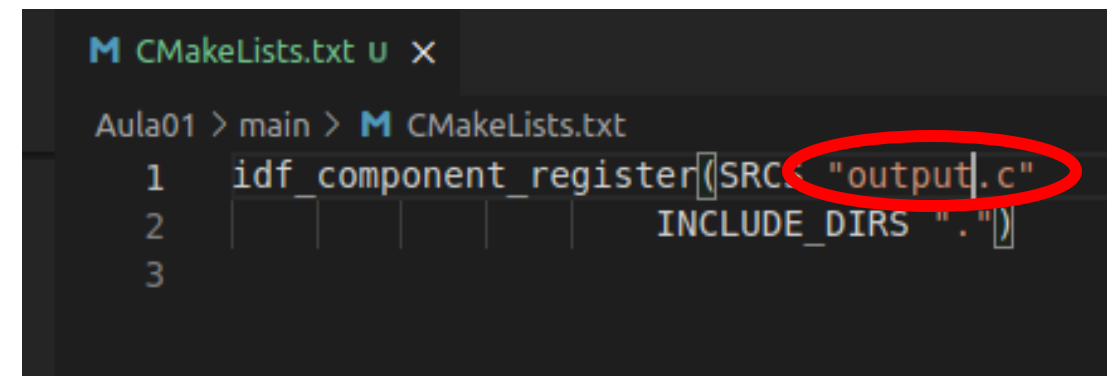 M CMakeLists.txt U ×
Aula01 > main > M CMakeLists.txt
1 idf_component_register(SRCS "output.c"
2 INCLUDE_DIRS ".")
3